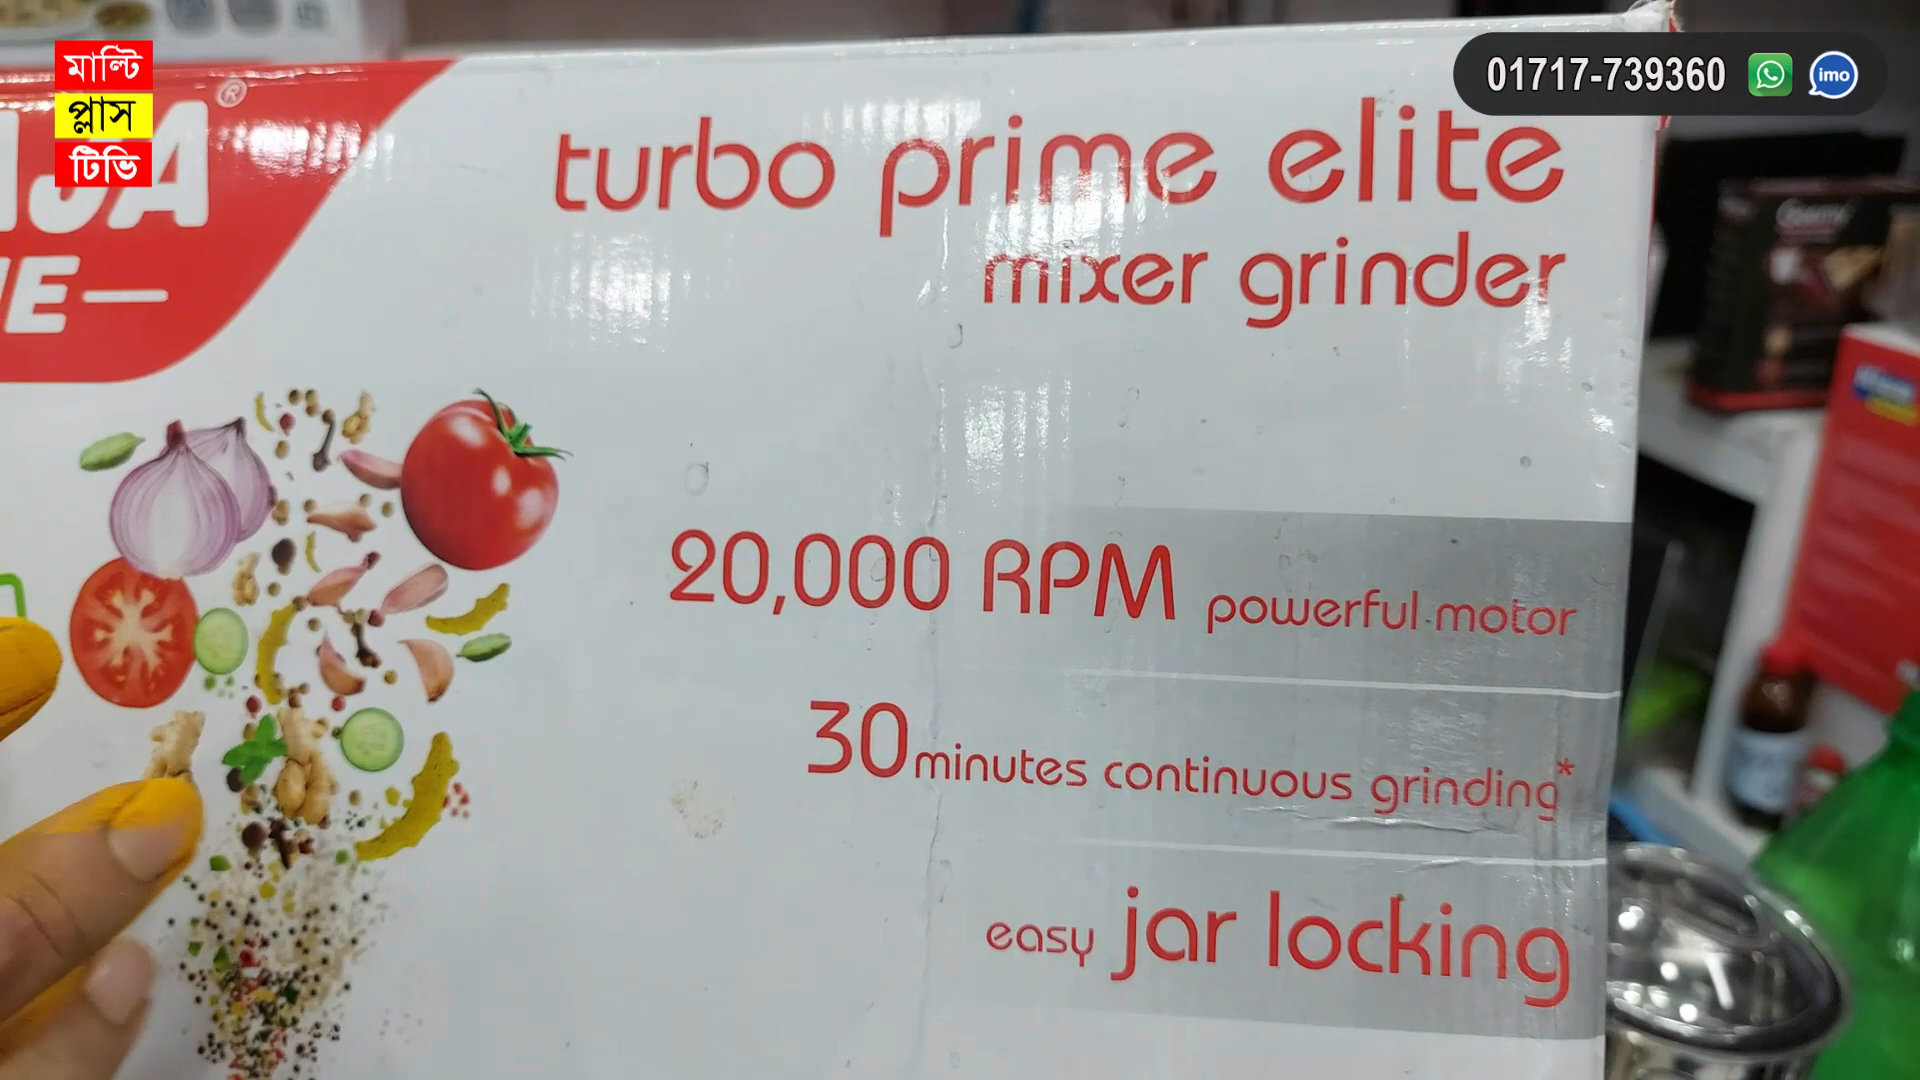 মাল্টি
প্লাস
টিভি
01717-739360
imo
®
turbo prime elite
mixer grinder
20,000 RPM powerful motor
30 minutes continuous grinding*
easy jar locking